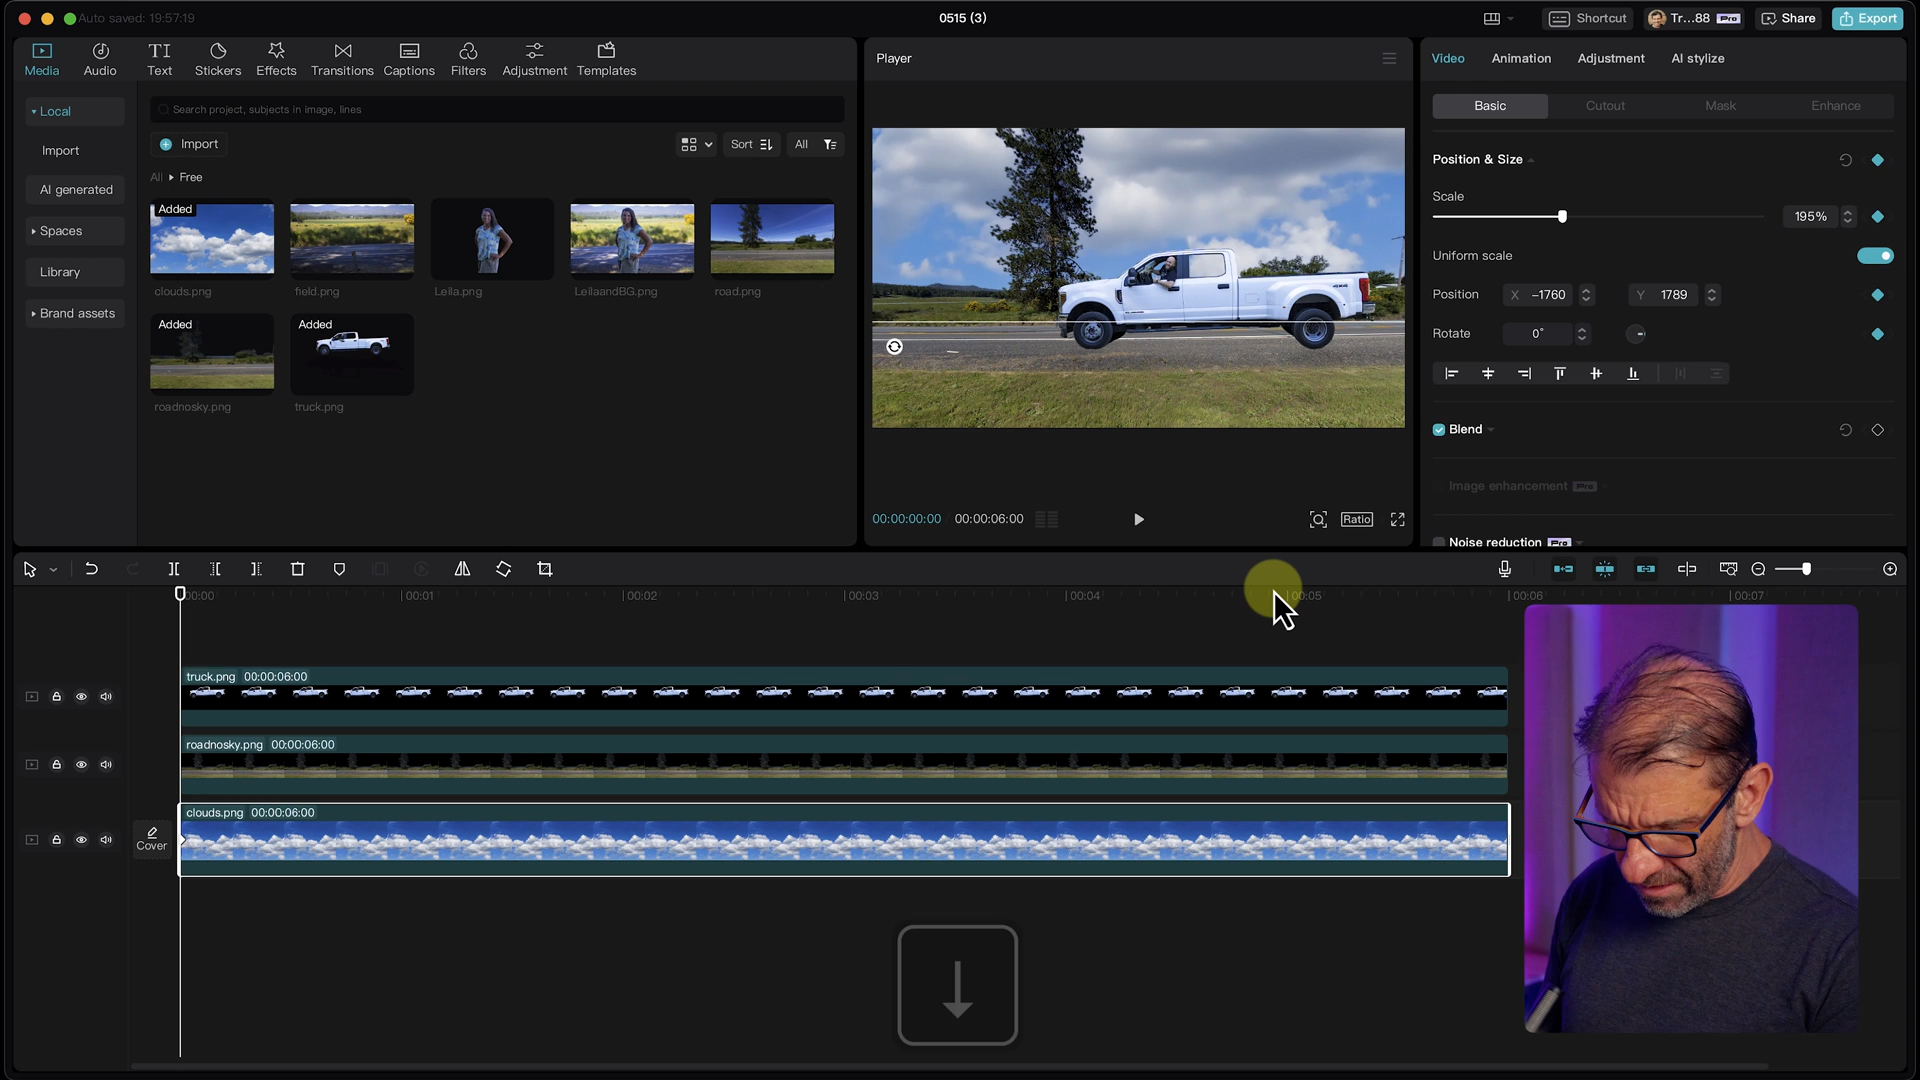 Auto saved: 19:57:19
0515 (3)
Shortcut
Tr...88 Pro
Share
Export
Media
Audio
TI
Text
Stickers
Effects
Transitions
Captions
Filters
Adjustment
Templates
Local
Import
AI generated
Spaces
Library
Brand assets
Search project, subjects in image, lines
Import
Sort
All
All Free
Added
clouds.png
field.png
Leila.png
LeilaandBG.png
road.png
Added
roadnosky.png
Added
truck.png
Player
00:00:00:00
00:00:06:00
Ratio
Video
Animation
Adjustment
AI stylize
Basic
Cutout
Mask
Enhance
Position & Size
Scale
195%
Uniform scale
Position
X -1760
Y 1789
Rotate
0°
Blend
Image enhancement Pro
Noise reduction Pro
00:00
00:01
00:02
00:03
00:04
00:05
00:06
00:07
truck.png 00:00:06:00
roadnosky.png 00:00:06:00
clouds.png 00:00:06:00
Cover